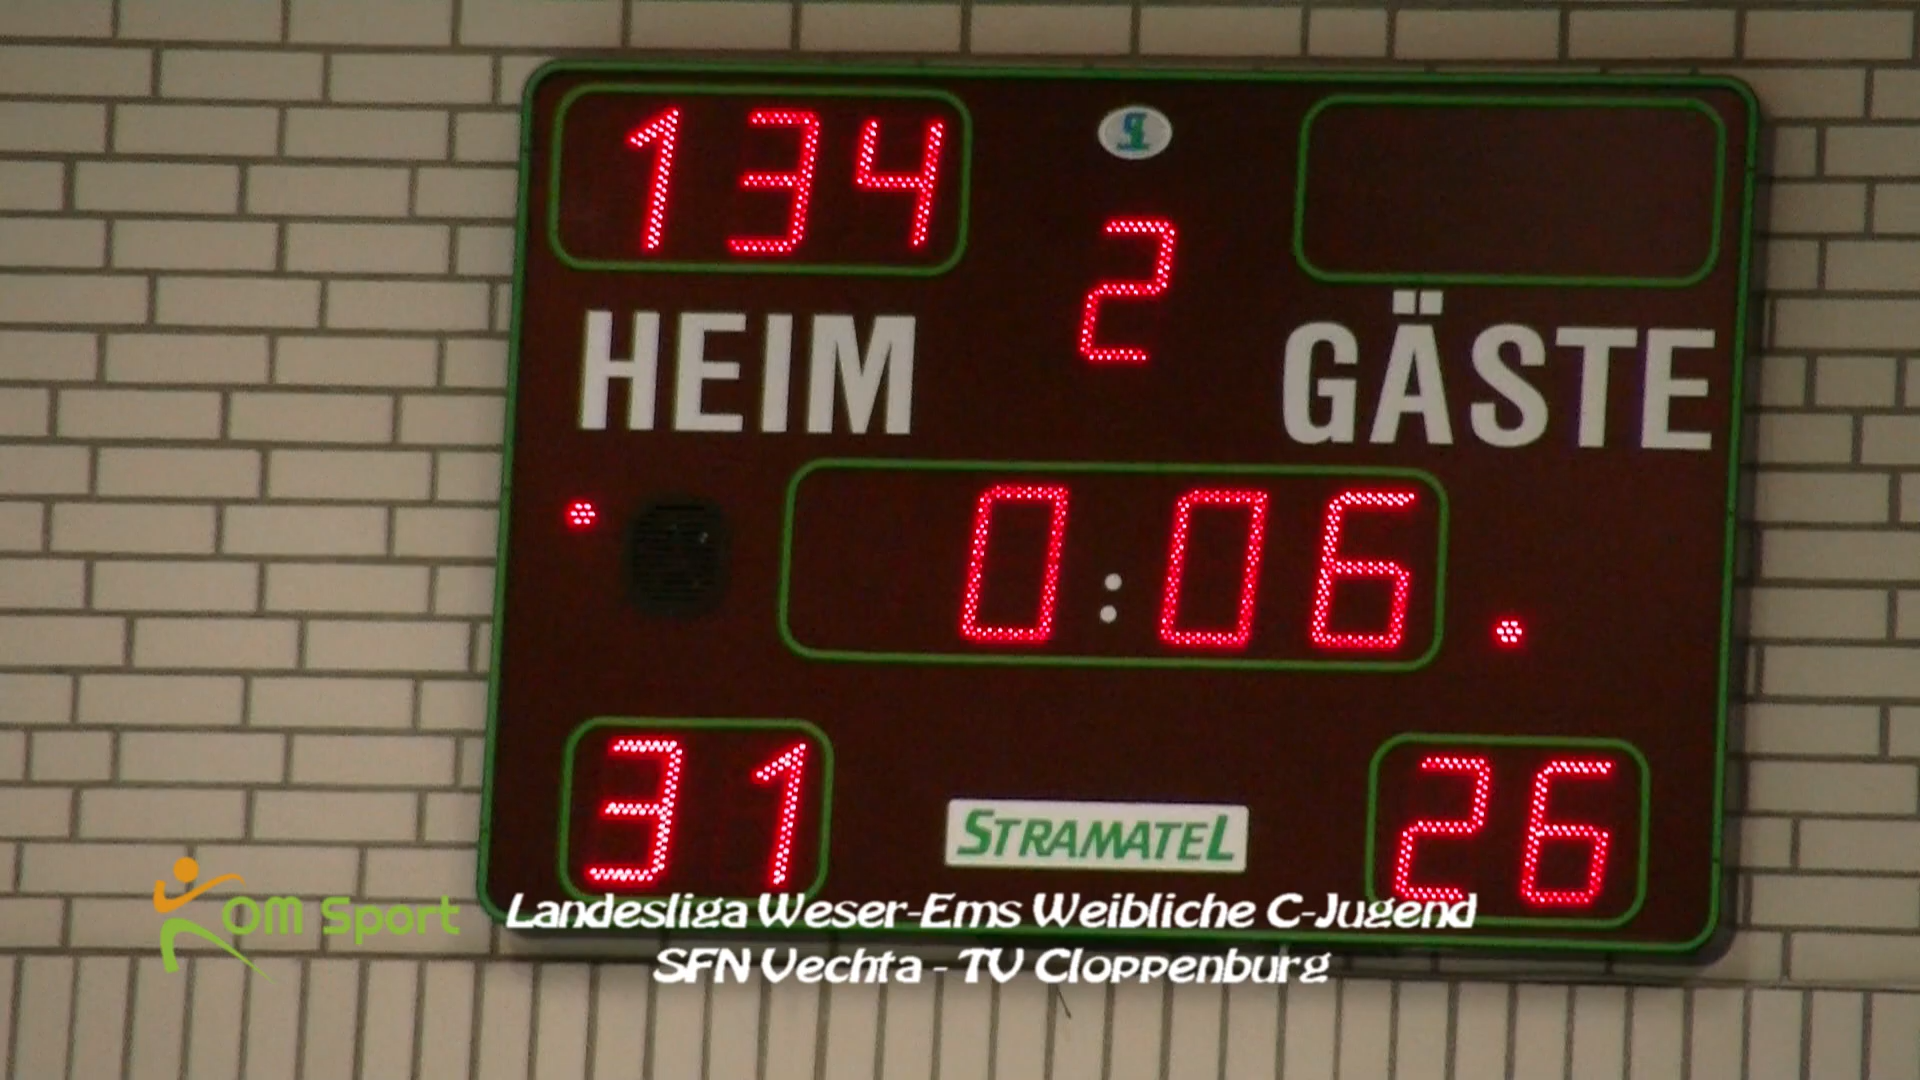 134
2
HEIM
GÄSTE
0:06
31
26
STRAMATEL
OM Sport
Landesliga Weser-Ems Weibliche C-Jugend
SFN Vechta - TV Cloppenburg